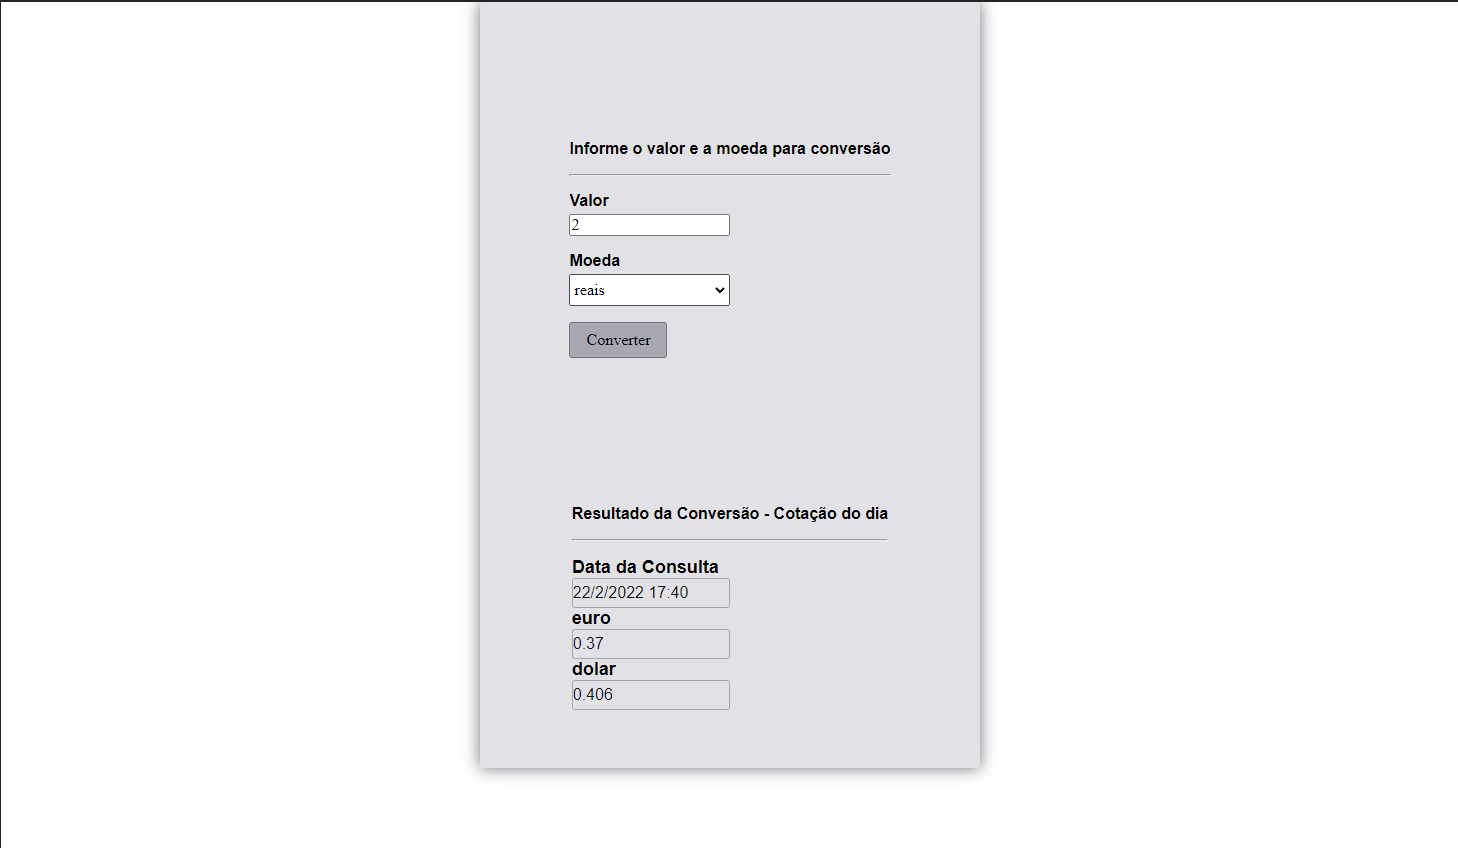 Informe o valor e a moeda para conversão
Valor
2
Moeda
reais
Converter
Resultado da Conversão - Cotação do dia
Data da Consulta
22/2/2022 17:40
euro
0.37
dolar
0.406